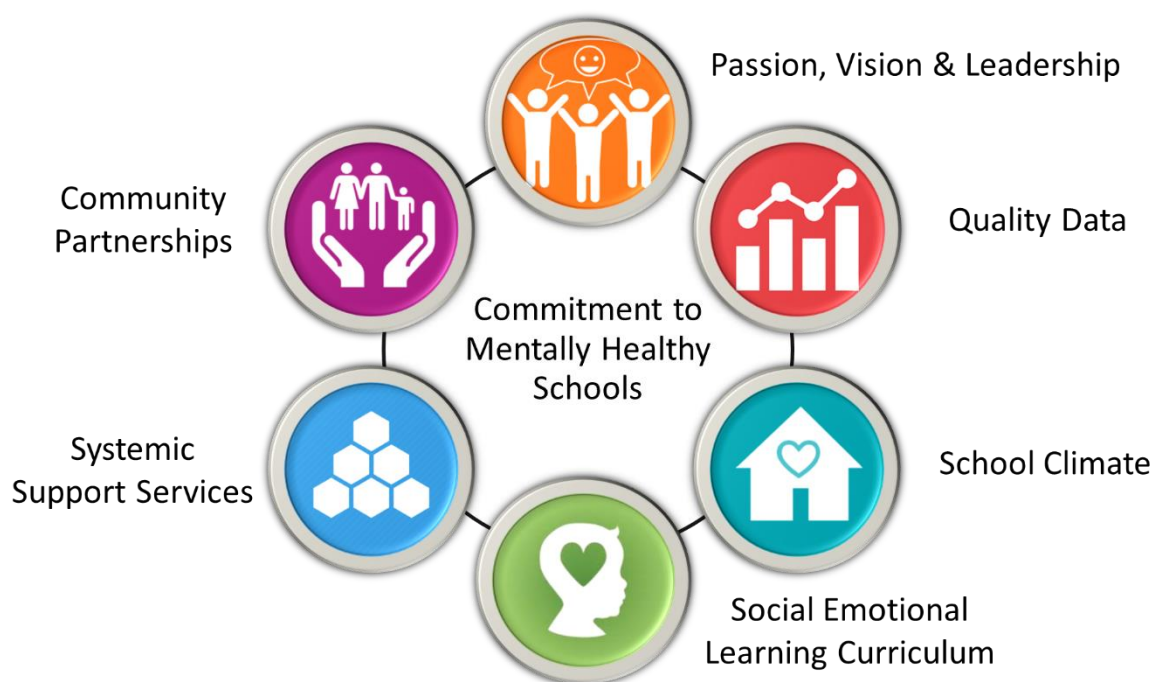 Passion, Vision & Leadership
Quality Data
School Climate
Social Emotional
Learning Curriculum
Systemic
Support Services
Community
Partnerships
Commitment to
Mentally Healthy
Schools